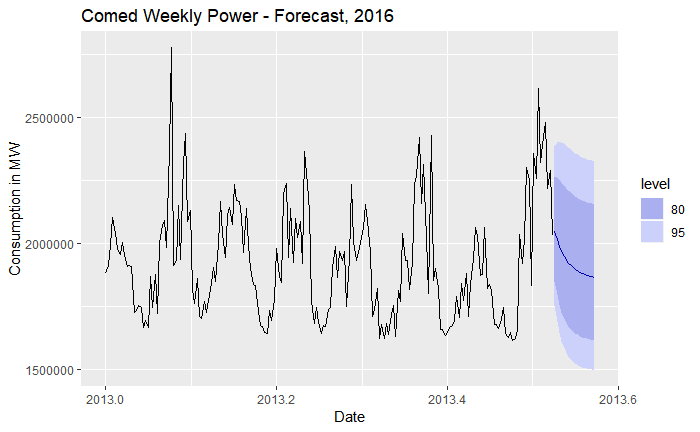 Comed Weekly Power - Forecast, 2016
Consumption in MW
2500000
2000000
1500000
2013.0
2013.2
2013.4
2013.6
Date
level
80
95